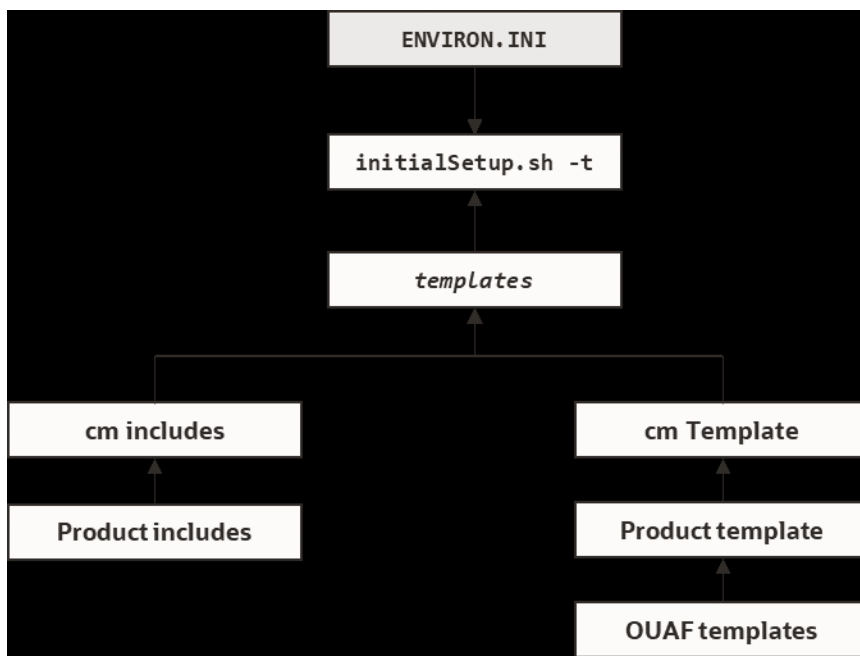 ENVIRON.INI
initialSetup.sh -t
templates
cm includes
cm Template
Product includes
Product template
OUAF templates